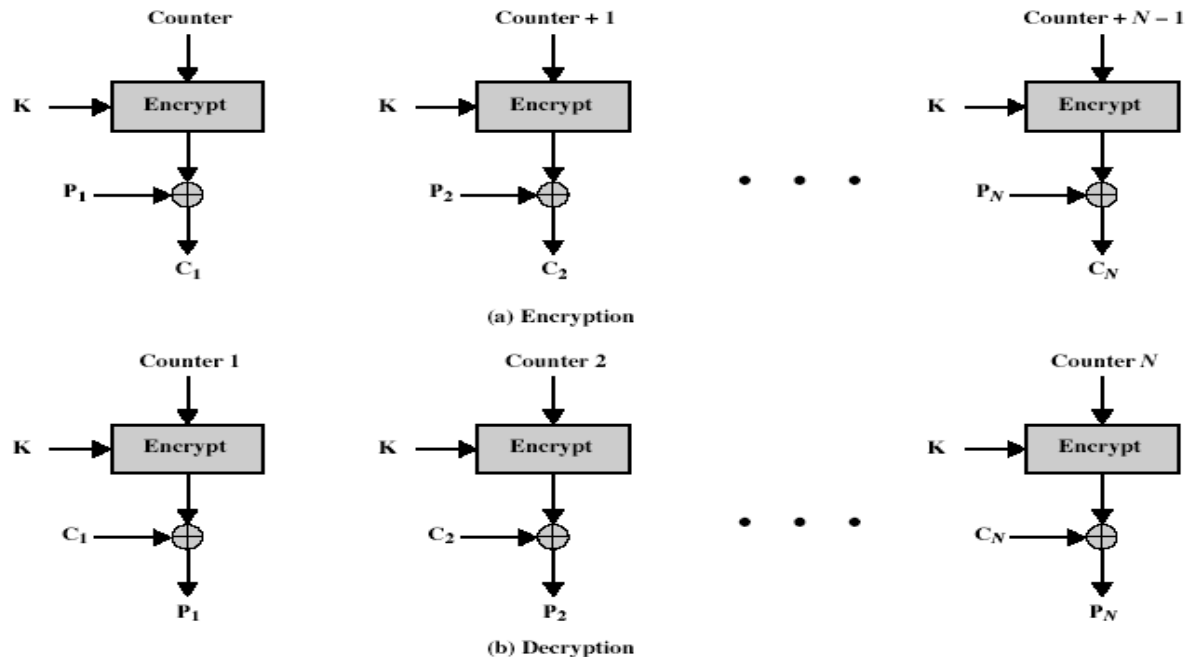 Counter Counter + 1 Counter + N – 1
K Encrypt K Encrypt K Encrypt
P1 P2 PN
C1 C2 CN
(a) Encryption
Counter 1 Counter 2 Counter N
K Encrypt K Encrypt K Encrypt
C1 C2 CN
P1 P2 PN
(b) Decryption